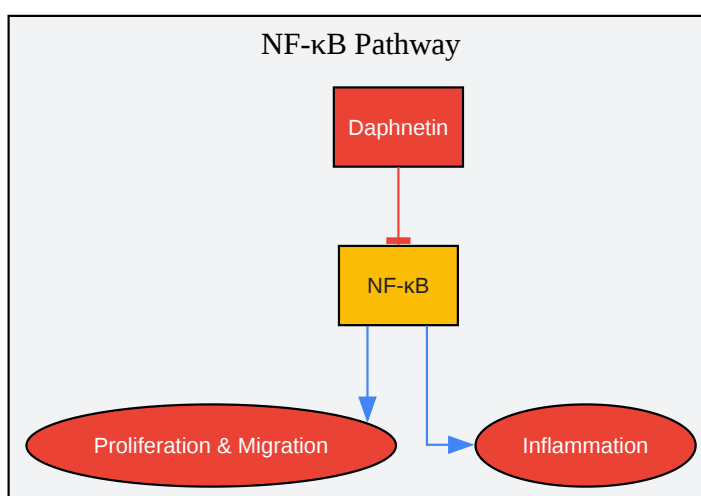 NF-κB Pathway
Daphnetin
NF-κB
Proliferation & Migration
Inflammation